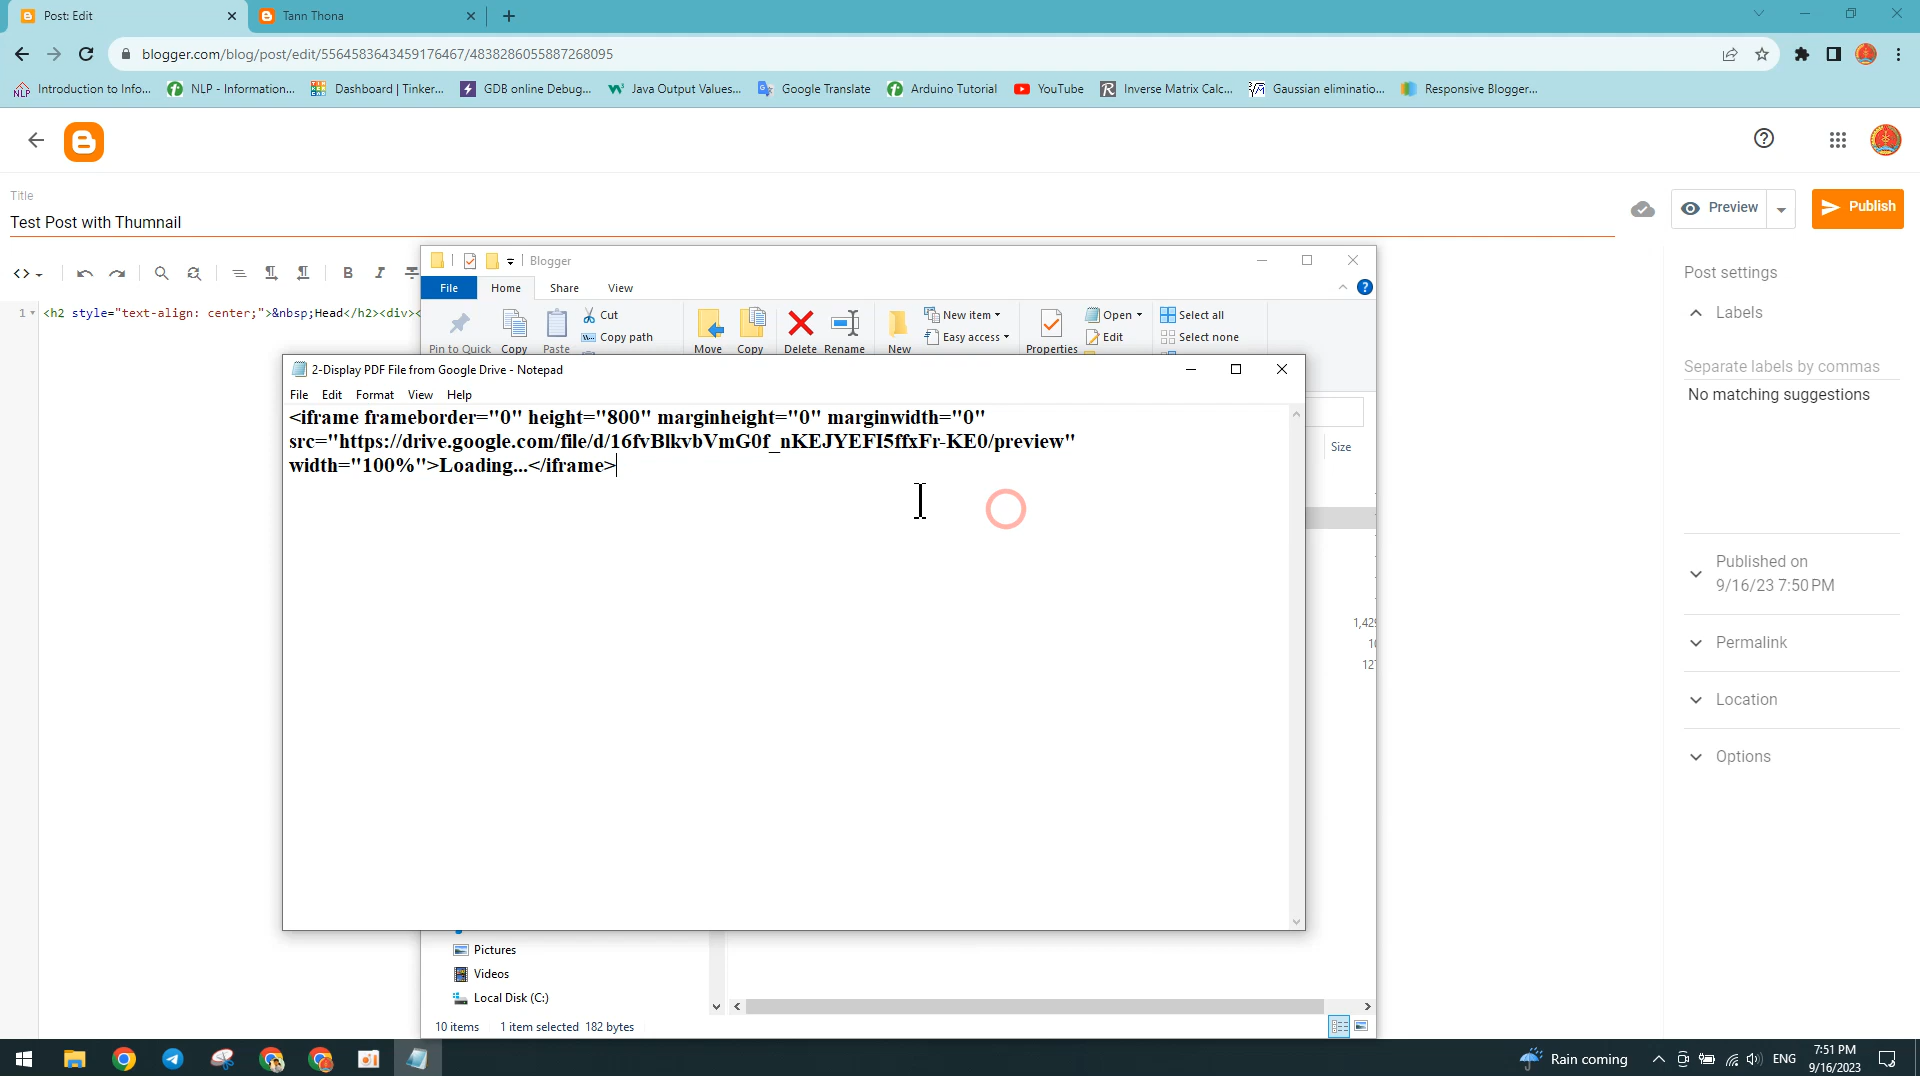 Post: Edit
Tann Thona
blogger.com/blog/post/edit/5564583643459176467/4838286055887268095
Introduction to Info...
NLP - Information...
Dashboard | Tinker...
GDB online Debug...
Java Output Values...
Google Translate
Arduino Tutorial
YouTube
Inverse Matrix Calc...
Gaussian eliminatio...
Responsive Blogger...
Title
Test Post with Thumnail
Preview
Publish
1
<h2 style="text-align: center;">&nbsp;Head</h2><div><
Blogger
File
Home
Share
View
Pin to Quick
Copy
Paste
Cut
Copy path
Move
Copy
Delete
Rename
New
New item
Easy access
Properties
Open
Edit
Select all
Select none
2-Display PDF File from Google Drive - Notepad
File
Edit
Format
View
Help
<iframe frameborder="0" height="800" marginheight="0" marginwidth="0"
src="https://drive.google.com/file/d/16fvBlkvbVmG0f_nKEJYEFI5ffxFr-KE0/preview"
width="100%">Loading...</iframe>
Size
1,429
10
127
Pictures
Videos
Local Disk (C:)
10 items
1 item selected 182 bytes
Post settings
Labels
Separate labels by commas
No matching suggestions
Published on
9/16/23 7:50 PM
Permalink
Location
Options
Rain coming
ENG
7:51 PM
9/16/2023